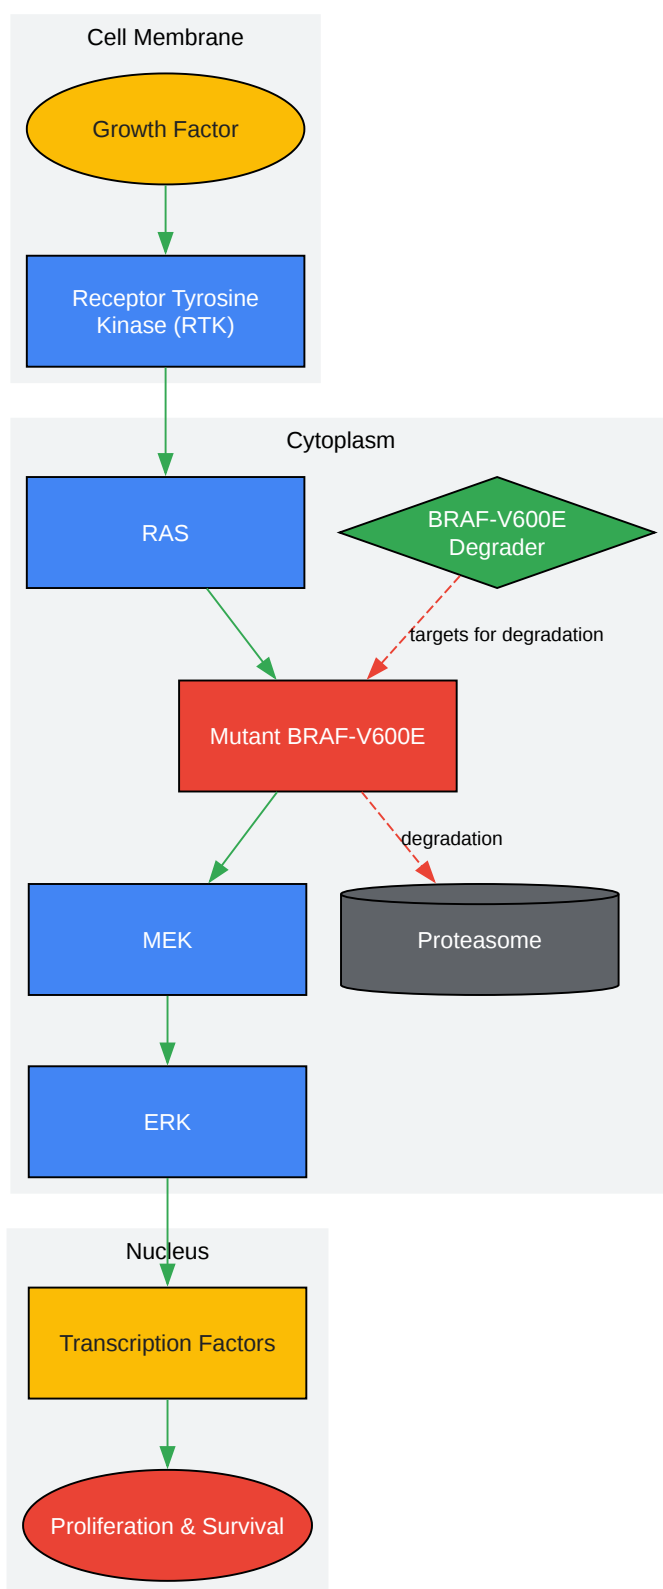 Cell Membrane
Growth Factor
Receptor Tyrosine
Kinase (RTK)
Cytoplasm
RAS
BRAF-V600E
Degrader
targets for degradation
Mutant BRAF-V600E
degradation
MEK
Proteasome
ERK
Nucleus
Transcription Factors
Proliferation & Survival